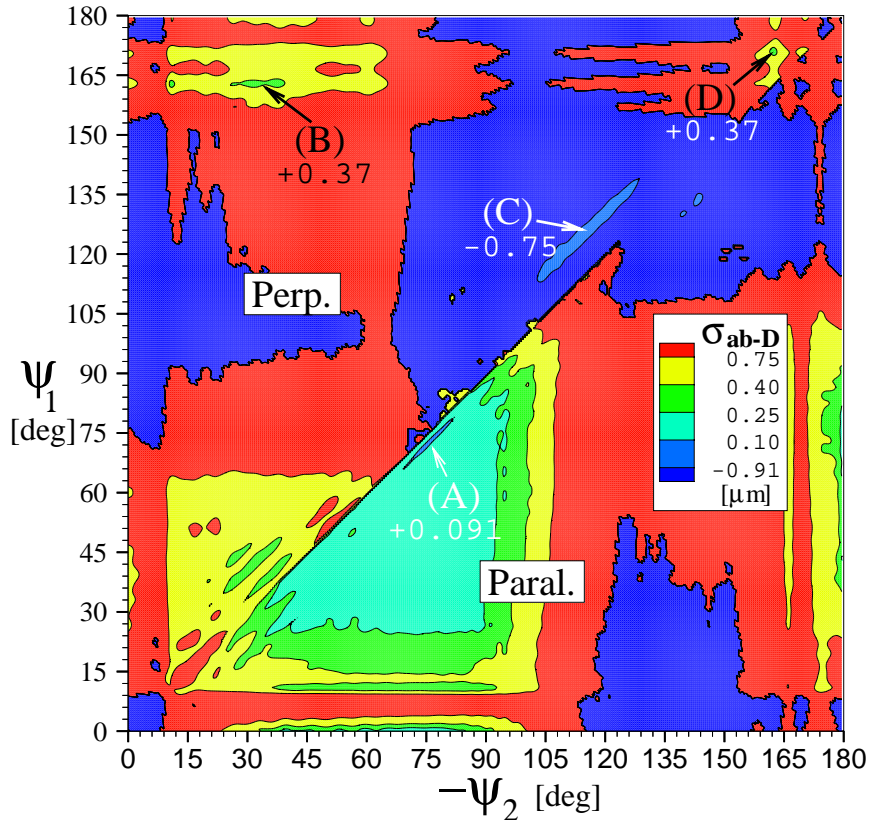 180
165
150
135
120
105
90
75
60
45
30
15
0
ψ1
[deg]
(B)
+0.37
(D)
+0.37
(C)
-0.75
Perp.
σab-D
0.75
0.40
0.25
0.10
-0.91
[μm]
(A)
+0.091
Paral.
0 15 30 45 60 75 90 105 120 135 150 165 180
-ψ2 [deg]